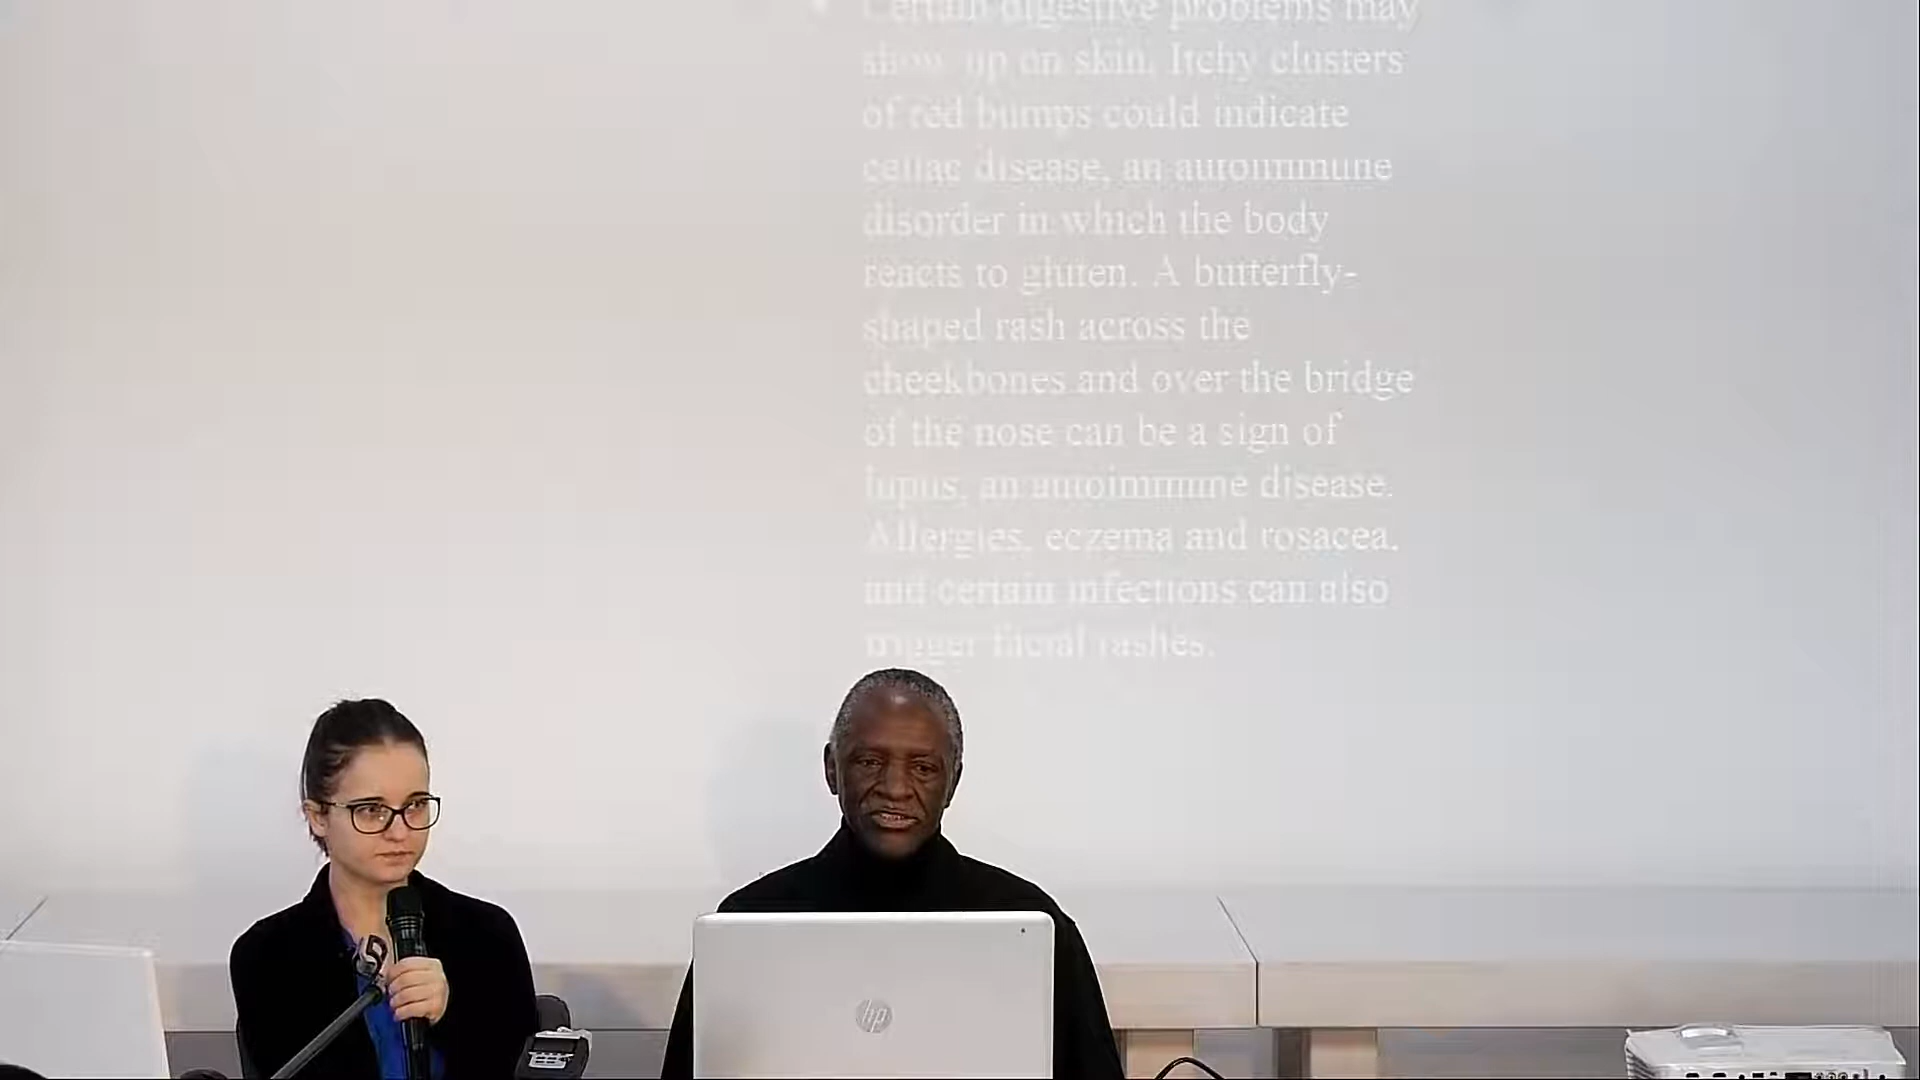 Certain digestive problems may
show up on skin. Itchy clusters
of red bumps could indicate
celiac disease, an autoimmune
disorder in which the body
reacts to gluten. A butterfly-
shaped rash across the
cheekbones and over the bridge
of the nose can be a sign of
lupus, an autoimmune disease.
Allergies, eczema and rosacea,
and certain infections can also
trigger facial rashes.
hp